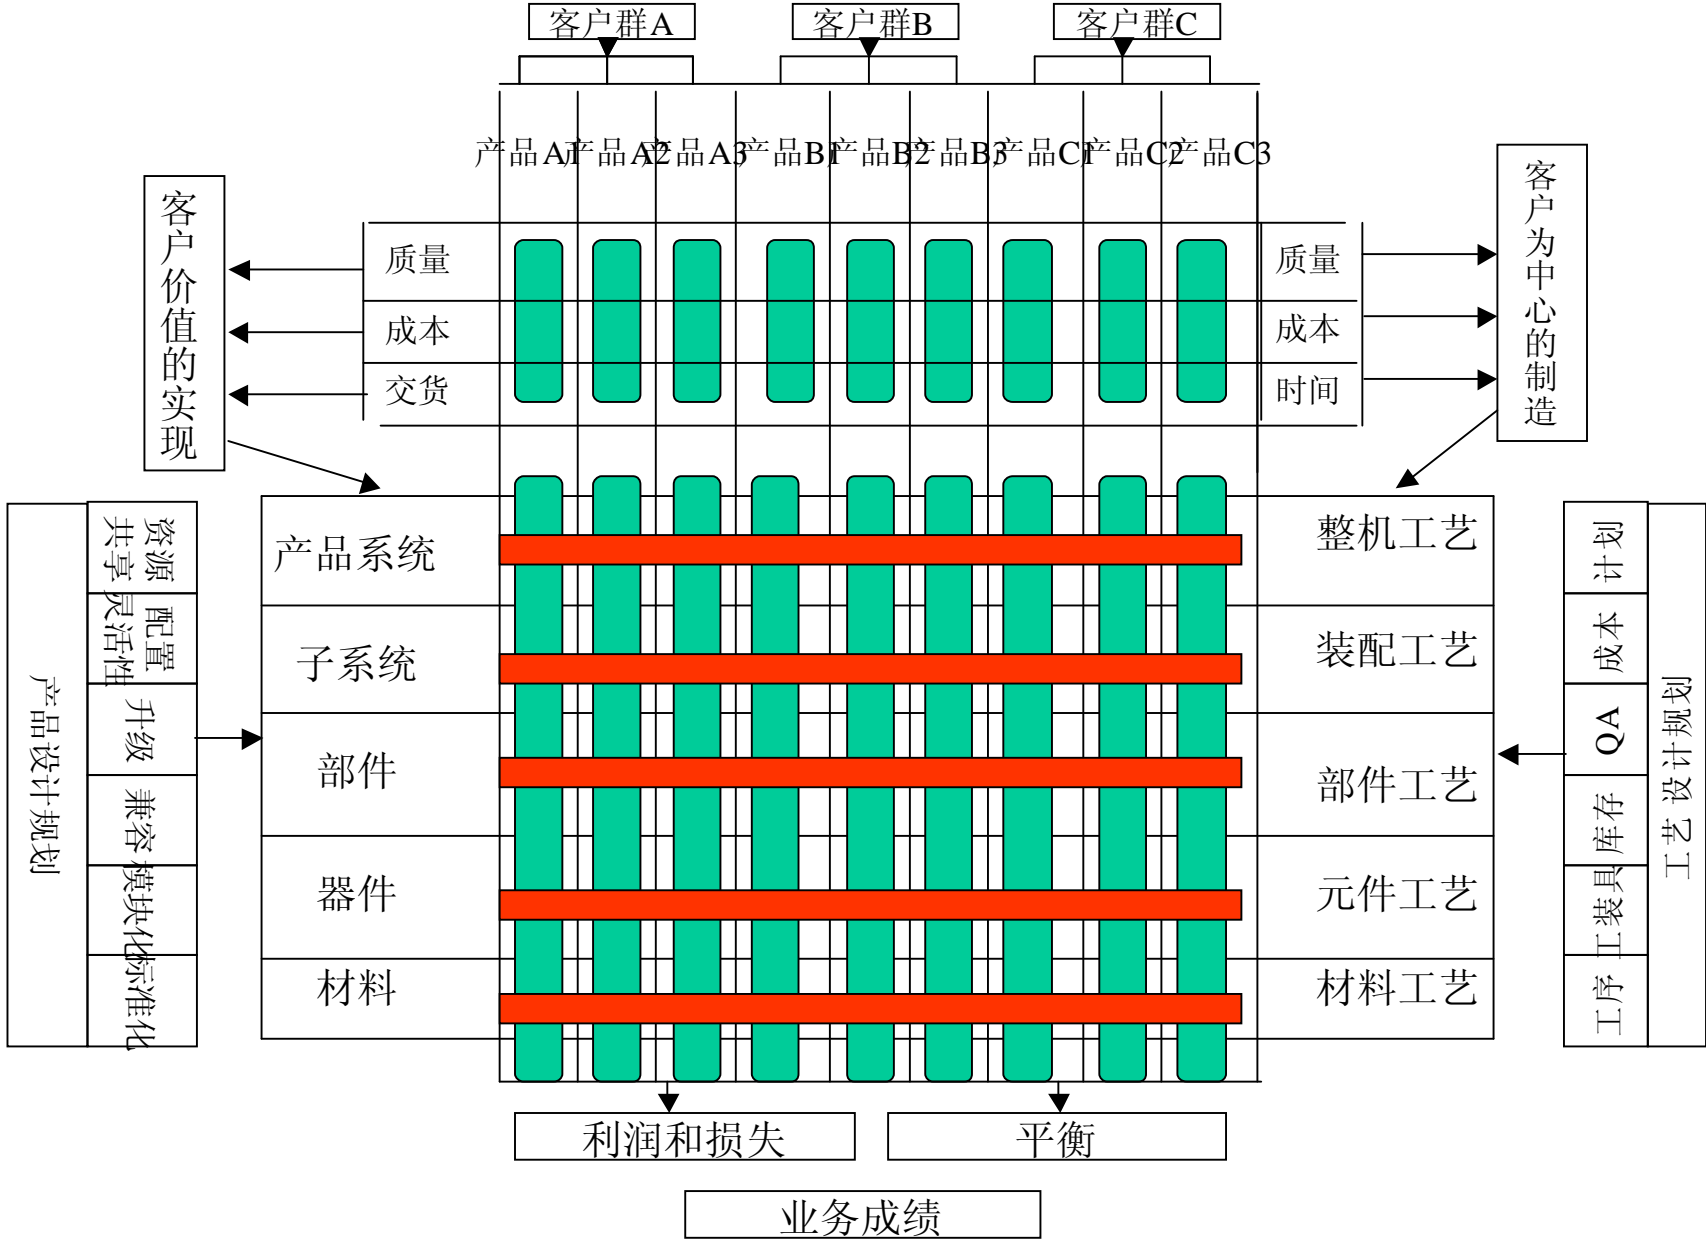 客户群A
客户群B
客户群C
产品A1
产品A2
产品A3
产品B1
产品B2
产品B3
产品C1
产品C2
产品C3
客户价值的实现
质量
成本
交货
质量
成本
时间
客户为中心的制造
产品设计规划
资源共享
配置灵活性
升级
兼容
模块化
标准化
产品系统
子系统
部件
器件
材料
整机工艺
装配工艺
部件工艺
元件工艺
材料工艺
计划
成本
QA
库存
工装具
工序
工艺设计规划
利润和损失
平衡
业务成绩